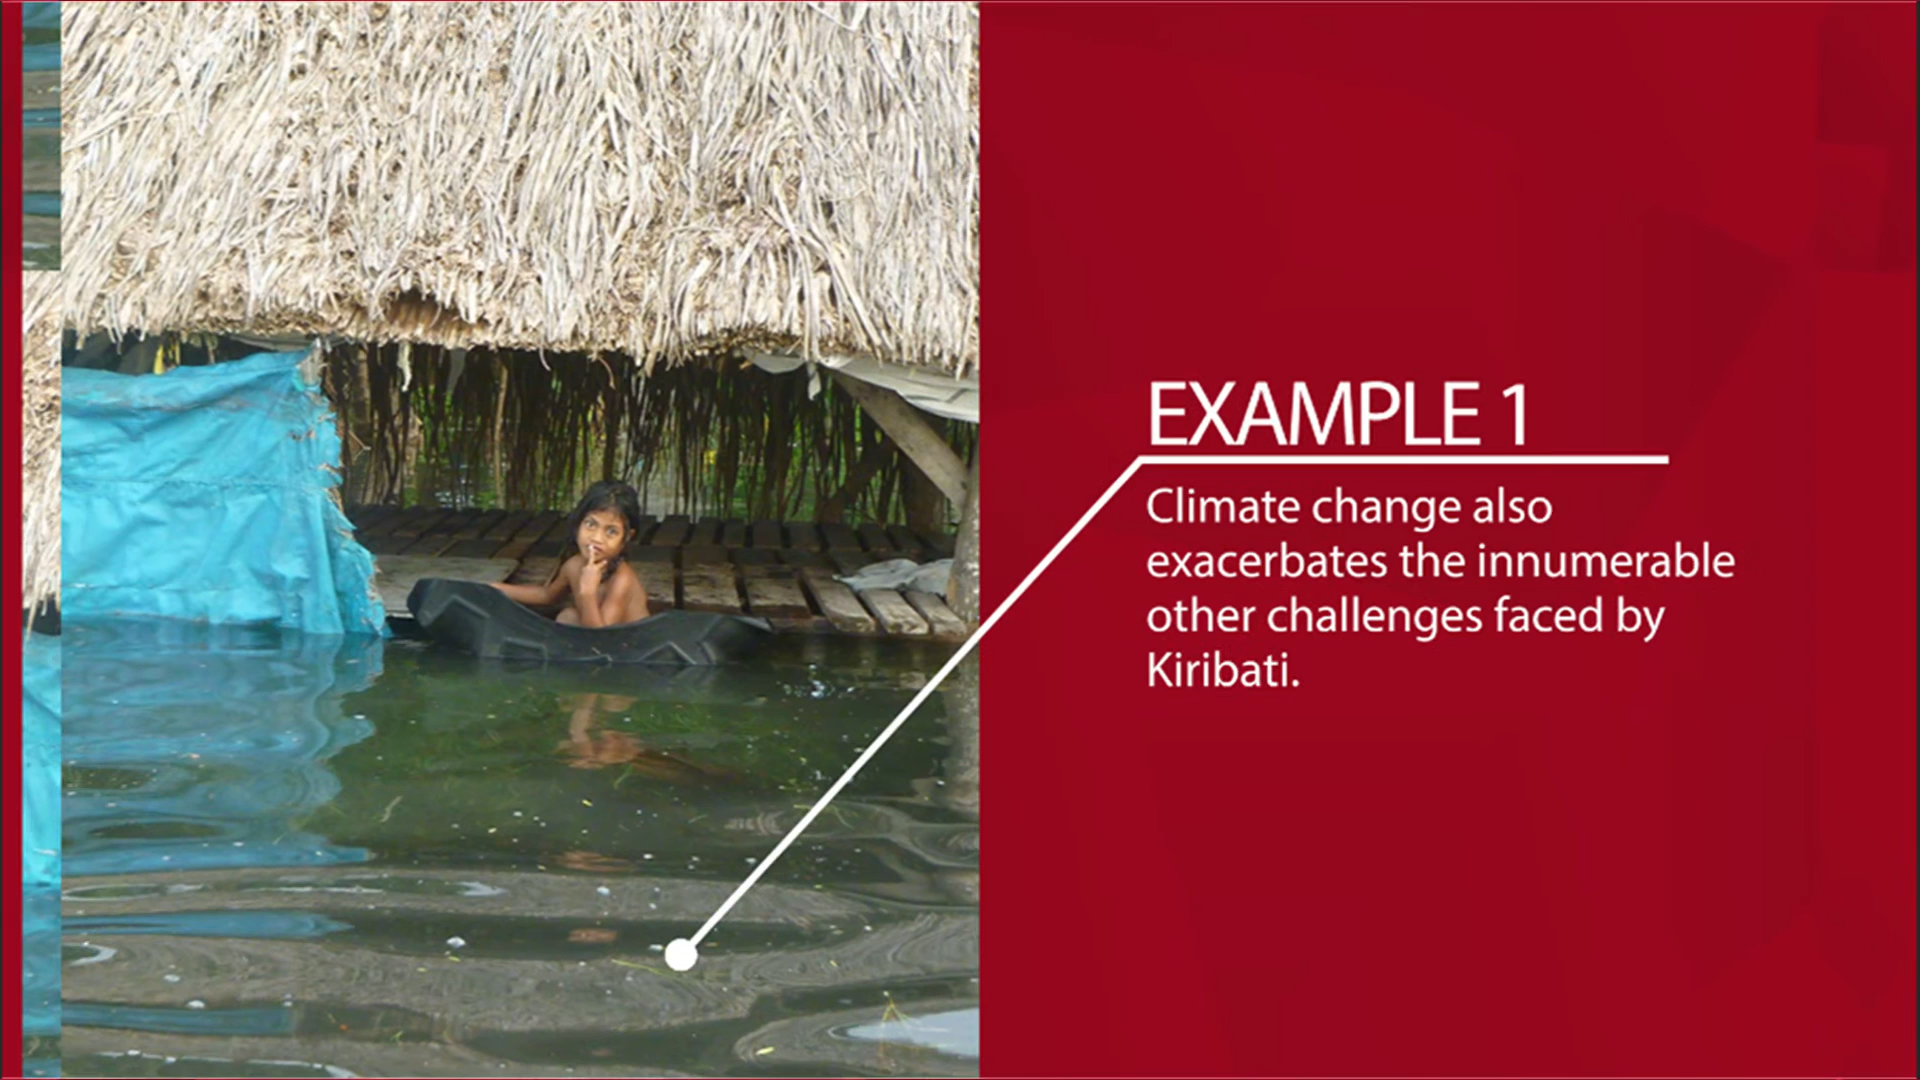 EXAMPLE 1
Climate change also
exacerbates the innumerable
other challenges faced by
Kiribati.